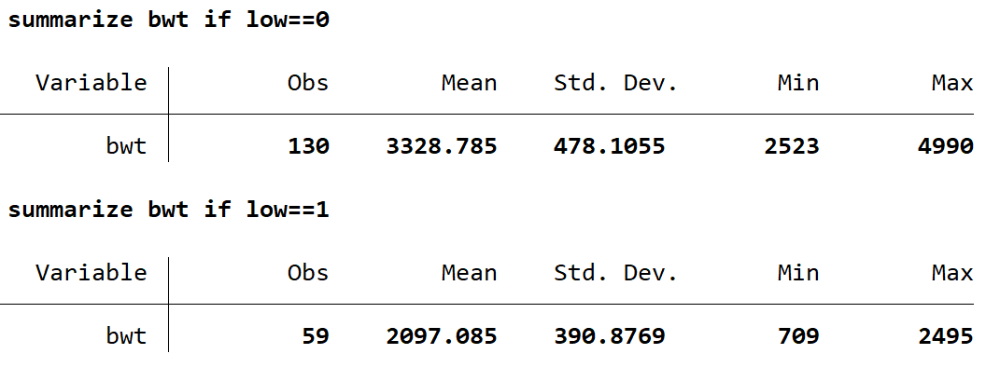 summarize bwt if low==0
Variable Obs Mean Std. Dev. Min Max
bwt 130 3328.785 478.1055 2523 4990
summarize bwt if low==1
Variable Obs Mean Std. Dev. Min Max
bwt 59 2097.085 390.8769 709 2495